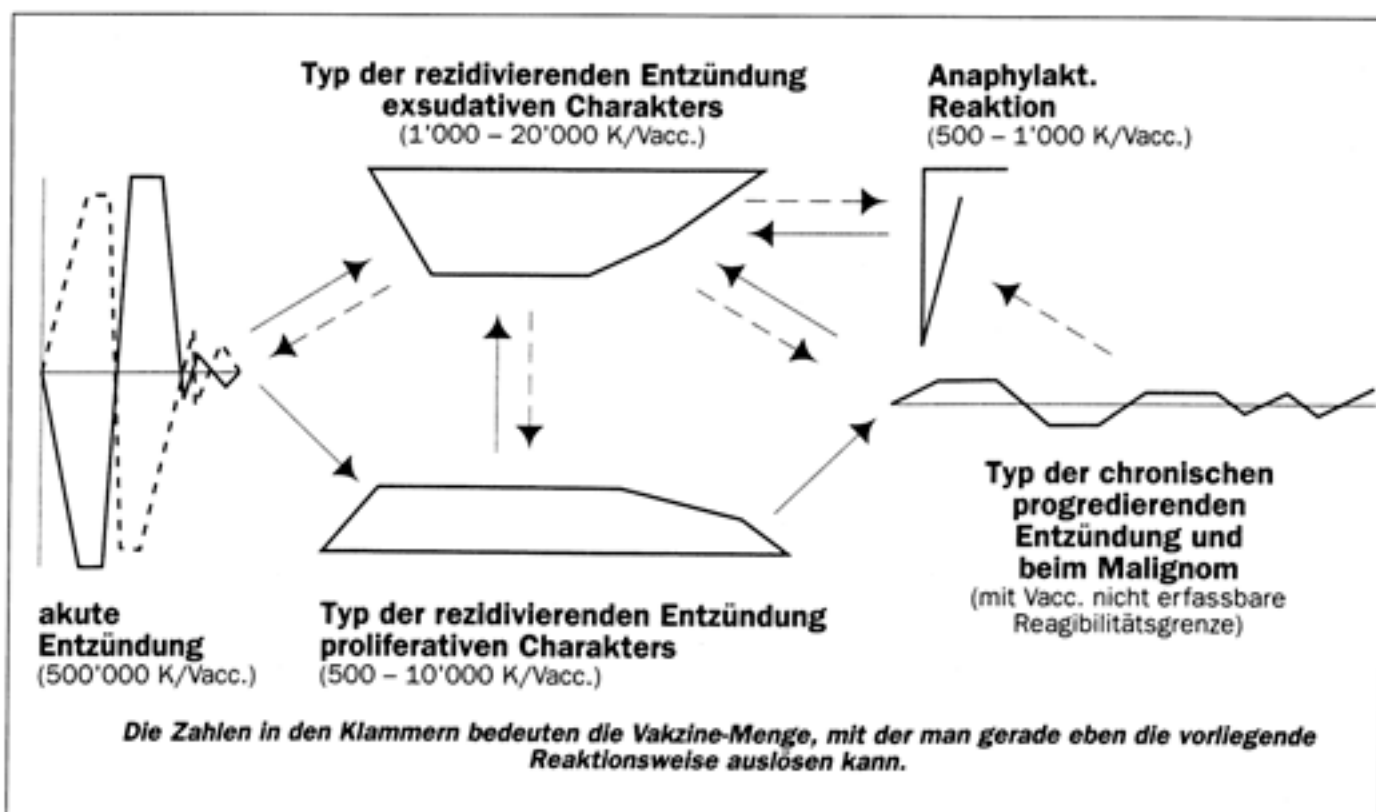 Typ der rezidivierenden Entzündung
exsudativen Charakters
(1'000 – 20'000 K/Vacc.)
Anaphylakt.
Reaktion
(500 – 1'000 K/Vacc.)
akute
Entzündung
(500'000 K/Vacc.)
Typ der rezidivierenden Entzündung
proliferativen Charakters
(500 – 10'000 K/Vacc.)
Typ der chronischen
progredierenden
Entzündung und
beim Malignom
(mit Vacc. nicht erfassbare
Reagibilitätsgrenze)
Die Zahlen in den Klammern bedeuten die Vakzine-Menge, mit der man gerade eben die vorliegende
Reaktionsweise auslösen kann.